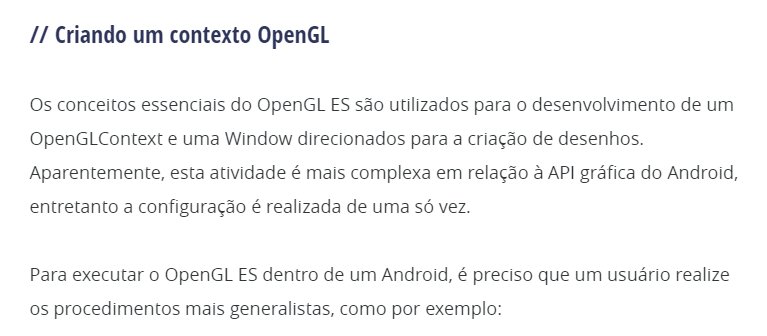 // Criando um contexto OpenGL
Os conceitos essenciais do OpenGL ES são utilizados para o desenvolvimento de um
OpenGLContext e uma Window direcionados para a criação de desenhos.
Aparentemente, esta atividade é mais complexa em relação à API gráfica do Android,
entretanto a configuração é realizada de uma só vez.
Para executar o OpenGL ES dentro de um Android, é preciso que um usuário realize
os procedimentos mais generalistas, como por exemplo: